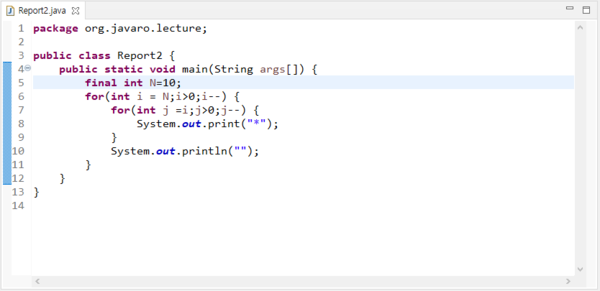 Report2.java
1 package org.javaro.lecture;
2
3 public class Report2 {
4     public static void main(String args[]) {
5         final int N=10;
6         for(int i = N;i>0;i--) {
7             for(int j =i;j>0;j--) {
8                 System.out.print("*");
9             }
10             System.out.println("");
11         }
12     }
13 }
14